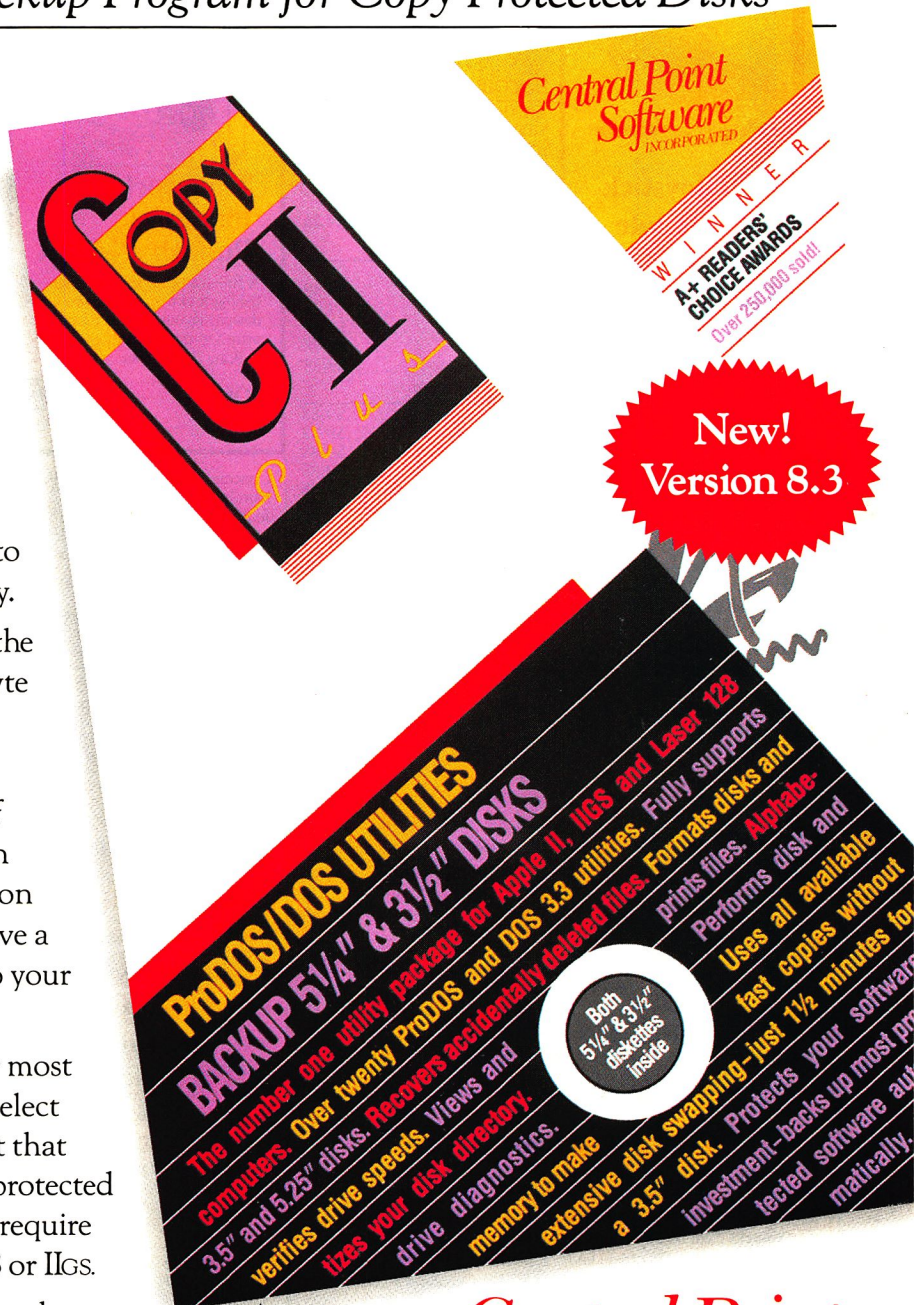 ckup Program for Copy Protected Disks
Central Point
Software
INCORPORATED
WINNER
A+ READERS'
CHOICE AWARDS
Over 250,000 sold!
COPY
II
Plus
New!
Version 8.3
to
y.
the
yte
n
on
ve a
your
most
elect
t that
protected
require
or IIGS.
ProDOS/DOS UTILITIES
BACKUP 5¼" & 3½" DISKS
The number one utility package for Apple II, IIGS and Laser 128
computers. Over twenty ProDOS and DOS 3.3 utilities. Fully supports
3.5" and 5.25" disks. Recovers accidentally deleted files. Formats disks and
verifies drive speeds. Views and prints files. Alphabe-
tizes your disk directory. Performs disk and
drive diagnostics. Uses all available
memory to make fast copies without
extensive disk swapping–just 1½ minutes for
a 3.5" disk. Protects your software
investment–backs up most pro
tected software auto
matically.
Both
5¼" & 3½"
diskettes
inside
Central Point